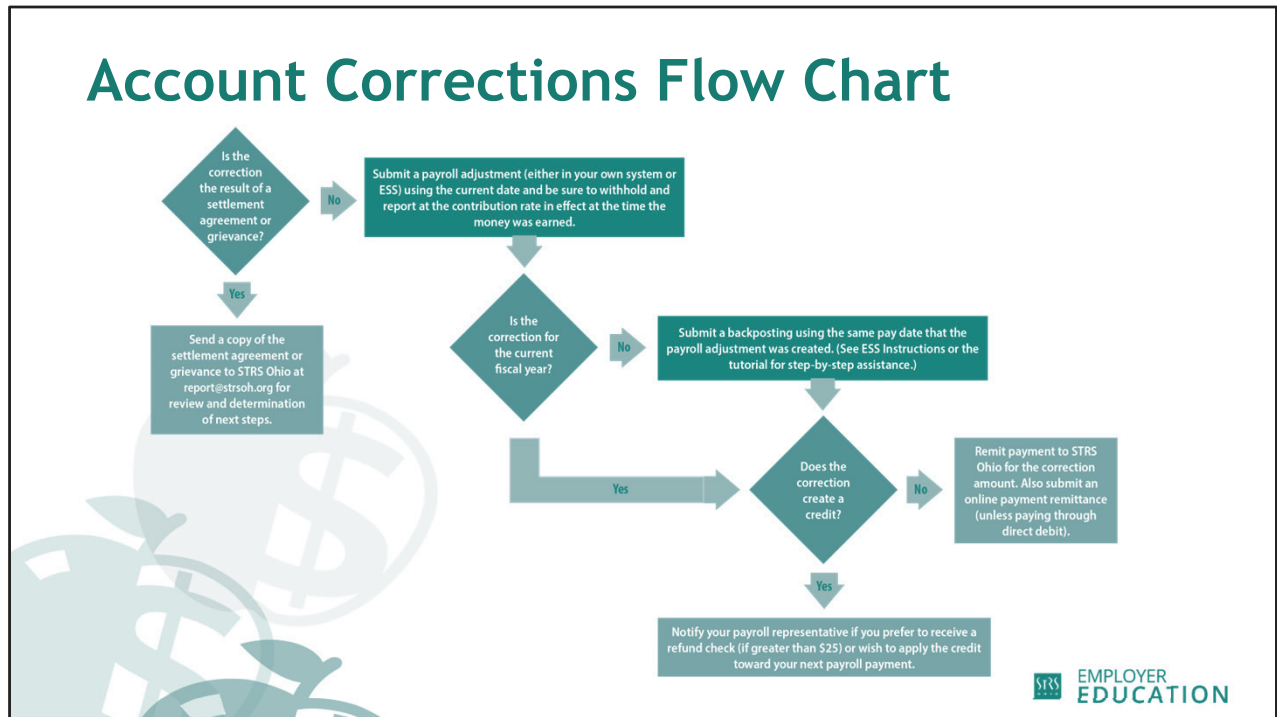 Account Corrections Flow Chart
Is the
correction
the result of a
settlement
agreement or
grievance?
No
Submit a payroll adjustment (either in your own system or
ESS) using the current date and be sure to withhold and
report at the contribution rate in effect at the time the
money was earned.
Yes
Send a copy of the
settlement agreement or
grievance to STRS Ohio at
report@strsoh.org for
review and determination
of next steps.
Is the
correction for
the current
fiscal year?
No
Submit a backposting using the same pay date that the
payroll adjustment was created. (See ESS Instructions or the
tutorial for step-by-step assistance.)
Yes
Does the
correction
create a
credit?
No
Remit payment to STRS
Ohio for the correction
amount. Also submit an
online payment remittance
(unless paying through
direct debit).
Yes
Notify your payroll representative if you prefer to receive a
refund check (if greater than $25) or wish to apply the credit
toward your next payroll payment.
$
$
$
STRS
OHIO
EMPLOYER
EDUCATION